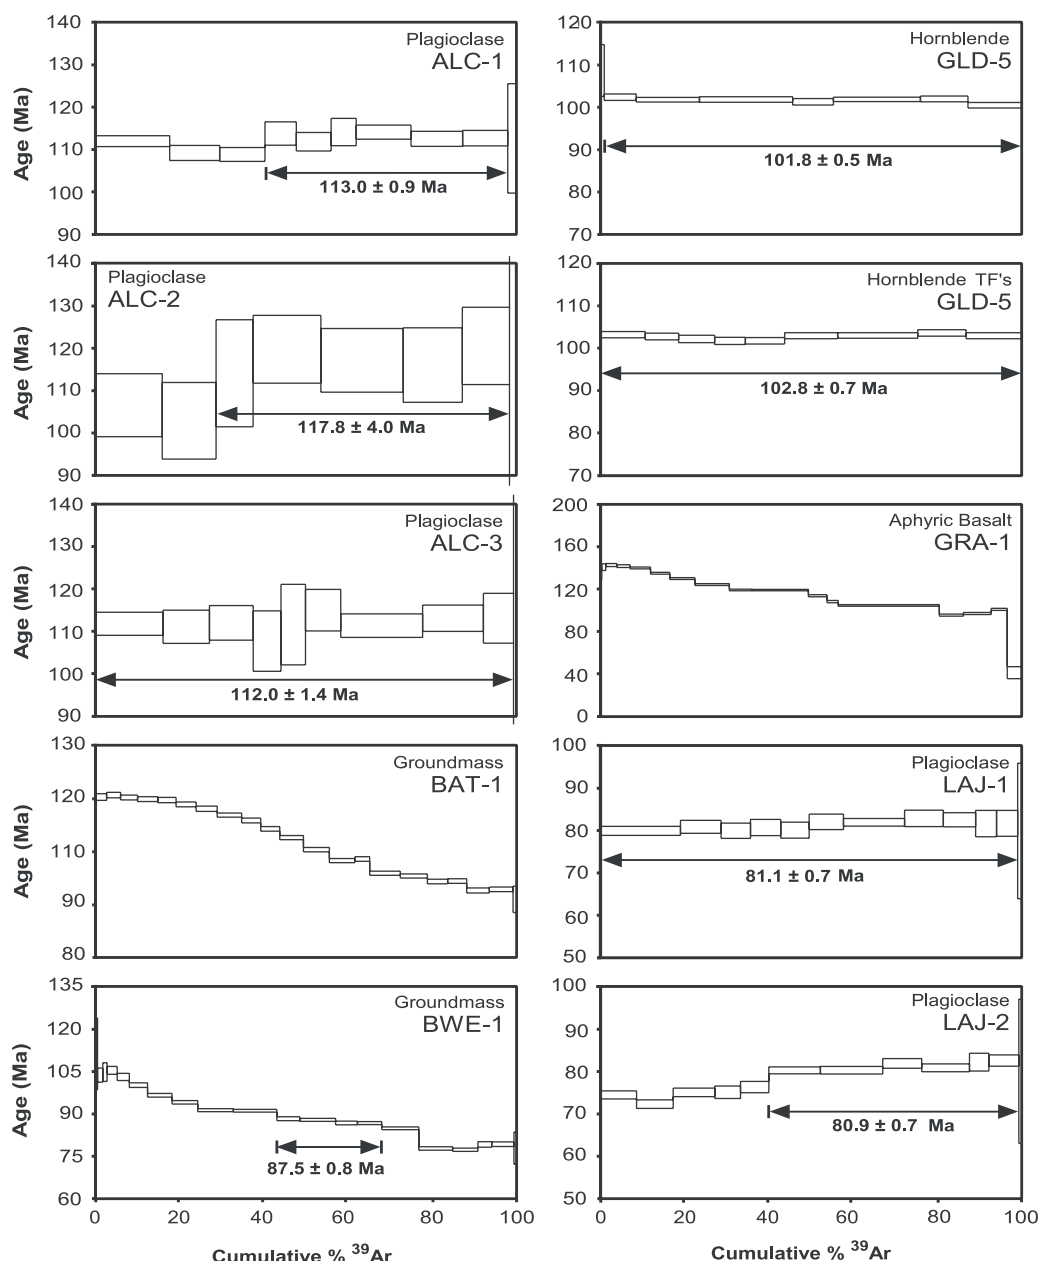 140
130
120
110
100
90
Age (Ma)
Plagioclase
ALC-1
113.0 ± 0.9 Ma
120
110
100
90
80
70
Hornblende
GLD-5
101.8 ± 0.5 Ma
140
130
120
110
100
90
Age (Ma)
Plagioclase
ALC-2
117.8 ± 4.0 Ma
120
110
100
90
80
70
Hornblende TF's
GLD-5
102.8 ± 0.7 Ma
140
130
120
110
100
90
Age (Ma)
Plagioclase
ALC-3
112.0 ± 1.4 Ma
200
160
120
80
40
0
Aphyric Basalt
GRA-1
130
120
110
100
90
80
Age (Ma)
Groundmass
BAT-1
100
90
80
70
60
50
Plagioclase
LAJ-1
81.1 ± 0.7 Ma
135
120
105
90
75
60
Age (Ma)
Groundmass
BWE-1
87.5 ± 0.8 Ma
0 20 40 60 80 100
Cumulative % ³⁹Ar
100
90
80
70
60
50
Plagioclase
LAJ-2
80.9 ± 0.7 Ma
0 20 40 60 80 100
Cumulative % ³⁹Ar